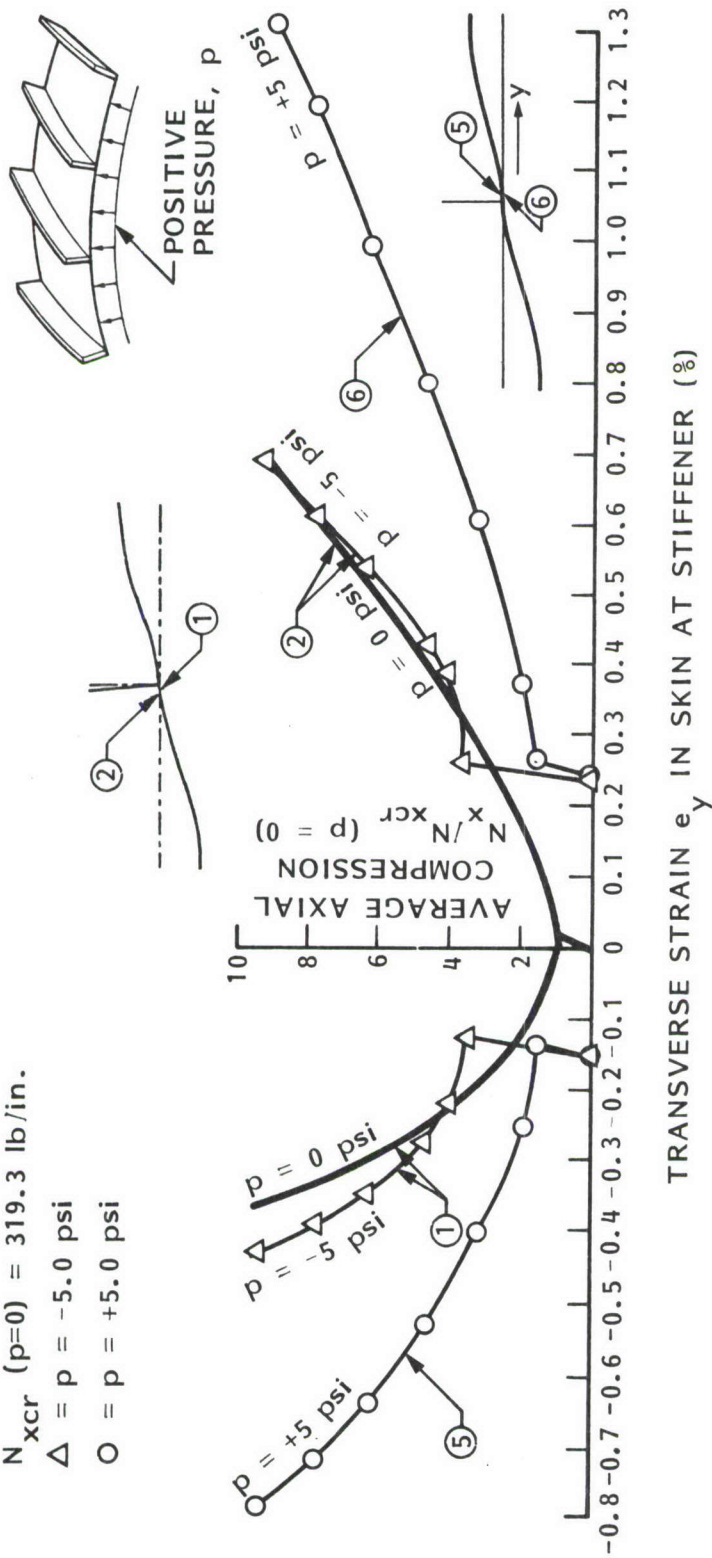 N_xcr (p=0) = 319.3 lb/in.
△ = p = -5.0 psi
○ = p = +5.0 psi
POSITIVE
PRESSURE, p
2
1
p = +5 psi
p = -5 psi
p = 0 psi
5
1
p = 0 psi
p = -5 psi
2
6
p = +5 psi
5
6
y
AVERAGE AXIAL
COMPRESSION
N_x/N_xcr (p = 0)
10
8
6
4
2
-0.8 -0.7 -0.6 -0.5 -0.4 -0.3 -0.2 -0.1 0 0.1 0.2 0.3 0.4 0.5 0.6 0.7 0.8 0.9 1.0 1.1 1.2 1.3
TRANSVERSE STRAIN e_y IN SKIN AT STIFFENER (%)